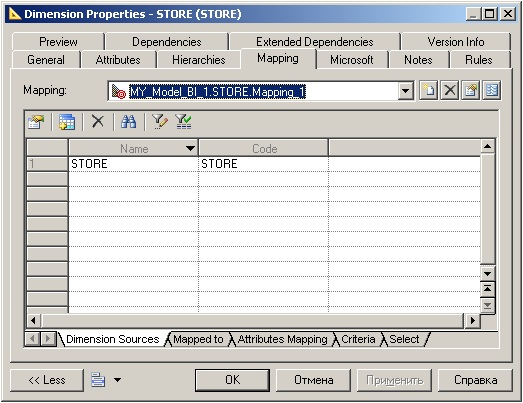 Dimension Properties - STORE (STORE)
Preview Dependencies Extended Dependencies Version Info
General Attributes Hierarchies Mapping Microsoft Notes Rules
Mapping: MY_Model_BI_1.STORE.Mapping_1
Name Code
1 STORE STORE
Dimension Sources Mapped to Attributes Mapping Criteria Select
<< Less OK Отмена Применить Справка